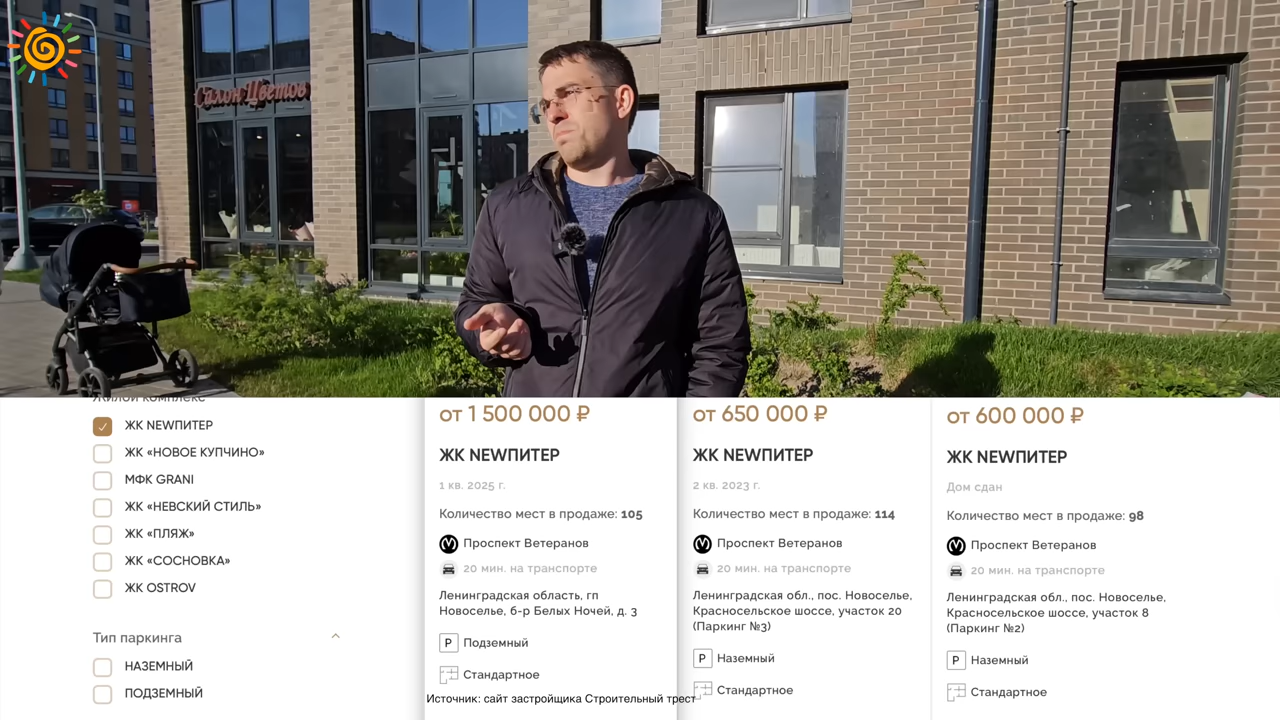 Салон Цветов
Жилой комплекс
ЖК NEWПИТЕР
ЖК «НОВОЕ КУПЧИНО»
МФК GRANI
ЖК «НЕВСКИЙ СТИЛЬ»
ЖК «ПЛЯЖ»
ЖК «СОСНОВКА»
ЖК OSTROV
Тип паркинга
НАЗЕМНЫЙ
ПОДЗЕМНЫЙ
от 1 500 000 ₽
ЖК NEWПИТЕР
1 кв. 2025 г.
Количество мест в продаже: 105
Проспект Ветеранов
20 мин. на транспорте
Ленинградская область, гп
Новоселье, б-р Белых Ночей, д. 3
P Подземный
Стандартное
от 650 000 ₽
ЖК NEWПИТЕР
2 кв. 2023 г.
Количество мест в продаже: 114
Проспект Ветеранов
20 мин. на транспорте
Ленинградская обл., пос. Новоселье,
Красносельское шоссе, участок 20
(Паркинг №3)
P Наземный
Стандартное
от 600 000 ₽
ЖК NEWПИТЕР
Дом сдан
Количество мест в продаже: 98
Проспект Ветеранов
20 мин. на транспорте
Ленинградская обл., пос. Новоселье,
Красносельское шоссе, участок 8
(Паркинг №2)
P Наземный
Стандартное
Источник: сайт застройщика Строительный трест